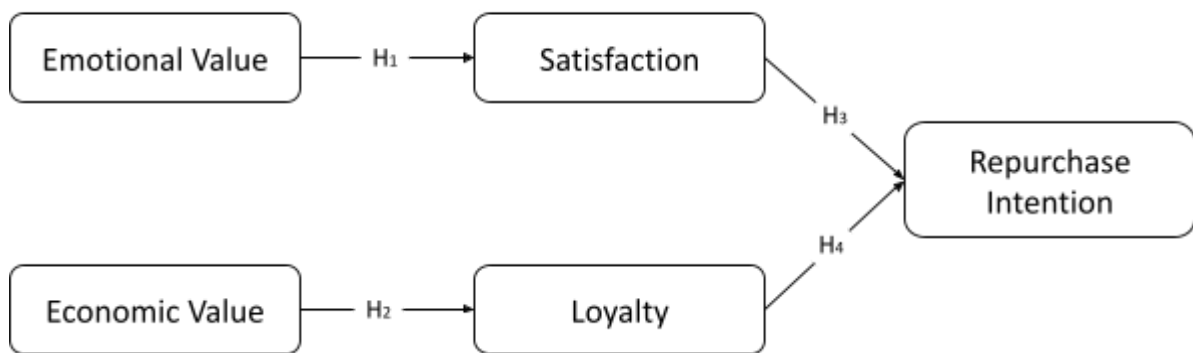 Emotional Value
H₁
Satisfaction
H₃
Repurchase
Intention
H₄
Economic Value
H₂
Loyalty